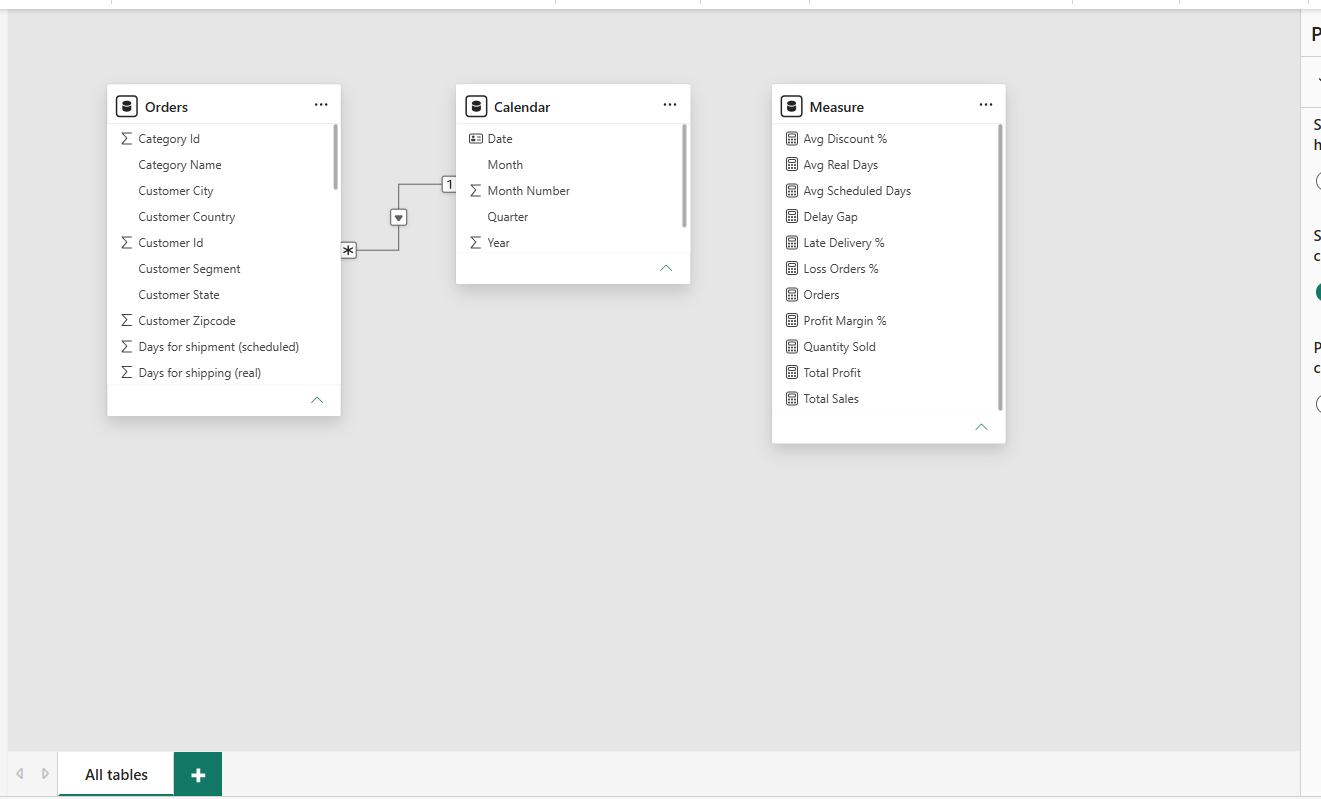 Orders
Category Id
Category Name
Customer City
Customer Country
Customer Id
Customer Segment
Customer State
Customer Zipcode
Days for shipment (scheduled)
Days for shipping (real)
1
*
Calendar
Date
Month
Month Number
Quarter
Year
Measure
Avg Discount %
Avg Real Days
Avg Scheduled Days
Delay Gap
Late Delivery %
Loss Orders %
Orders
Profit Margin %
Quantity Sold
Total Profit
Total Sales
P
S
h
S
c
P
c
All tables